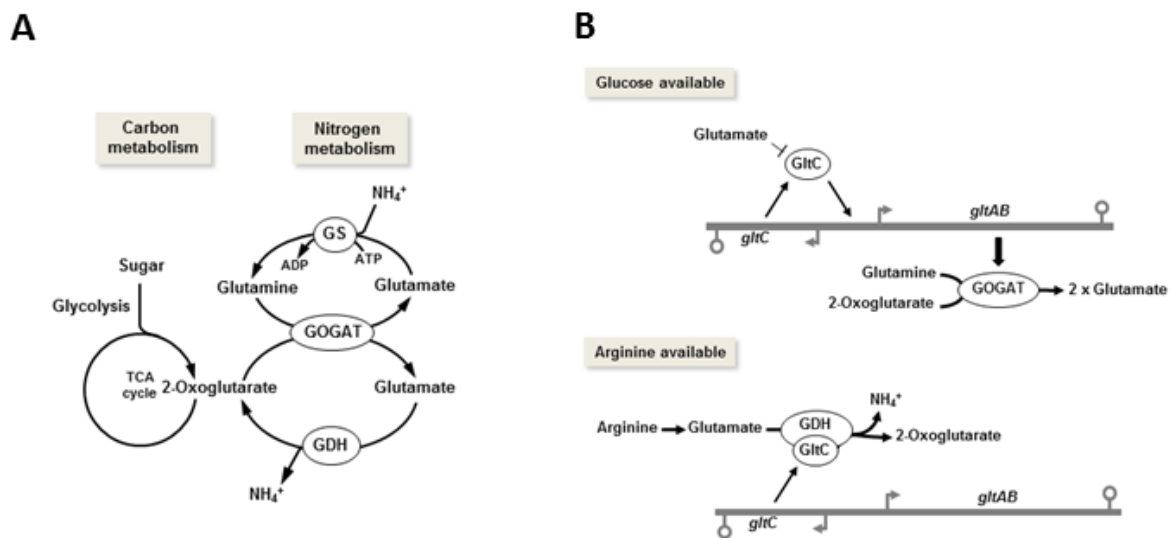 A
Carbon
metabolism
Nitrogen
metabolism
NH₄⁺
GS
ADP
ATP
Sugar
Glutamine
Glutamate
Glycolysis
GOGAT
TCA
cycle
2-Oxoglutarate
Glutamate
GDH
NH₄⁺
B
Glucose available
Glutamate
GltC
gltAB
gltC
Glutamine
2-Oxoglutarate
GOGAT
2 x Glutamate
Arginine available
NH₄⁺
Arginine
Glutamate
GDH
GltC
2-Oxoglutarate
gltAB
gltC